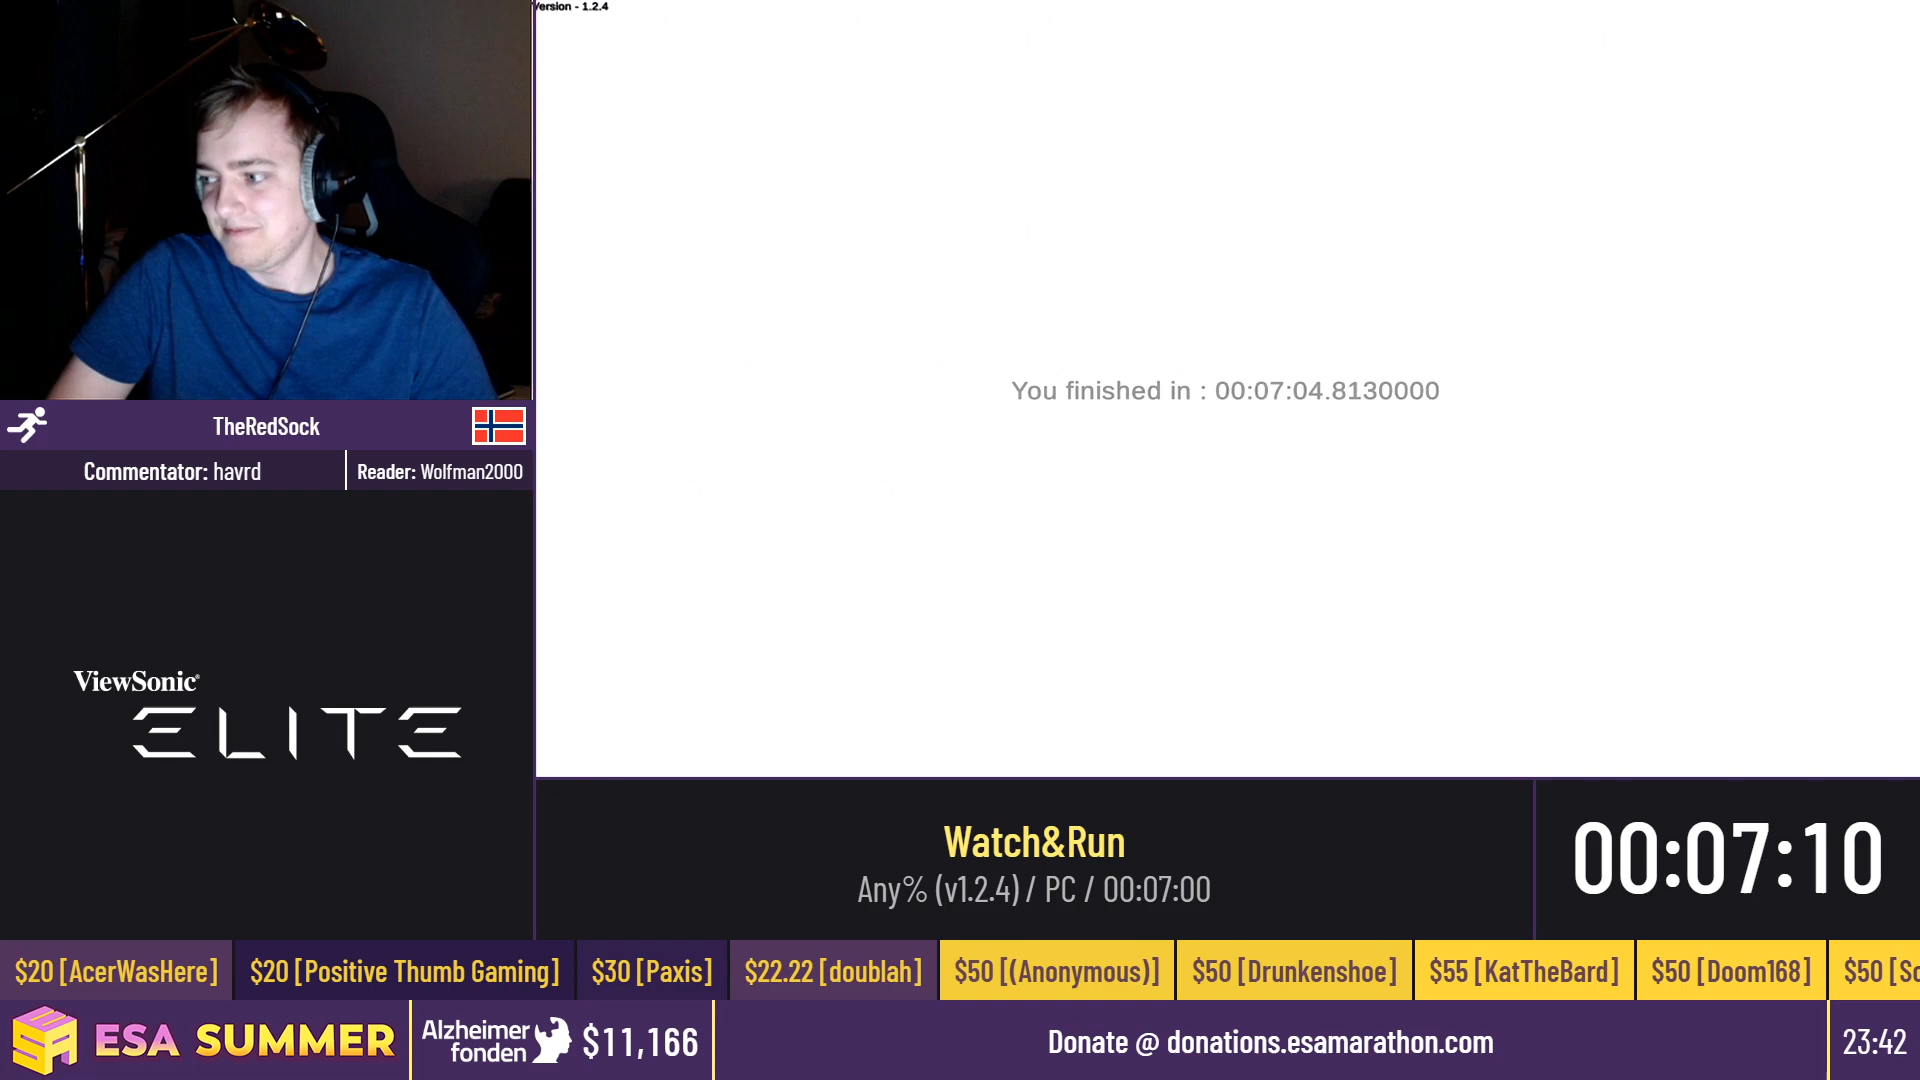 Version - 1.2.4
You finished in : 00:07:04.8130000
TheRedSock
Commentator: havrd
Reader: Wolfman2000
ViewSonic®
ELITE
Watch&Run
Any% (v1.2.4) / PC / 00:07:00
00:07:10
$20 [AcerWasHere]
$20 [Positive Thumb Gaming]
$30 [Paxis]
$22.22 [doublah]
$50 [(Anonymous)]
$50 [Drunkenshoe]
$55 [KatTheBard]
$50 [Doom168]
$50
ESA SUMMER
Alzheimer
fonden
$11,166
Donate @ donations.esamarathon.com
23:42